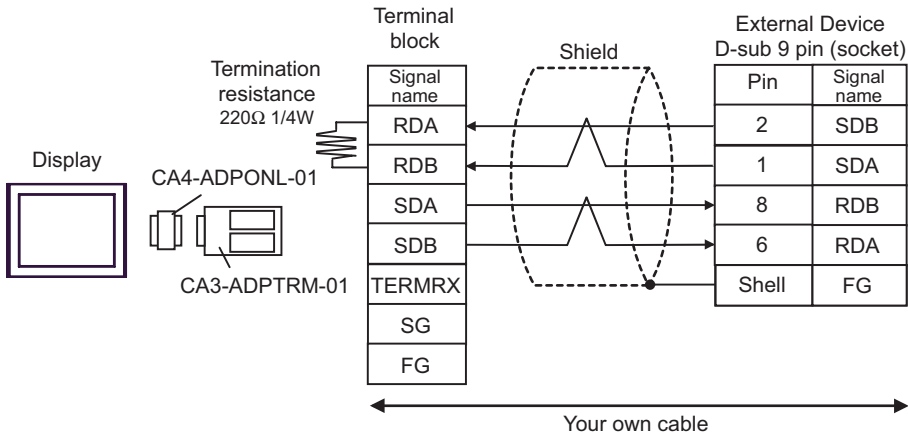 Terminal
block
External Device
D-sub 9 pin (socket)
Shield
Termination
resistance
220Ω 1/4W
Signal
name
Pin
Signal
name
RDA
2
SDB
RDB
1
SDA
Display
CA4-ADPONL-01
SDA
8
RDB
SDB
6
RDA
CA3-ADPTRM-01
TERMRX
Shell
FG
SG
FG
Your own cable